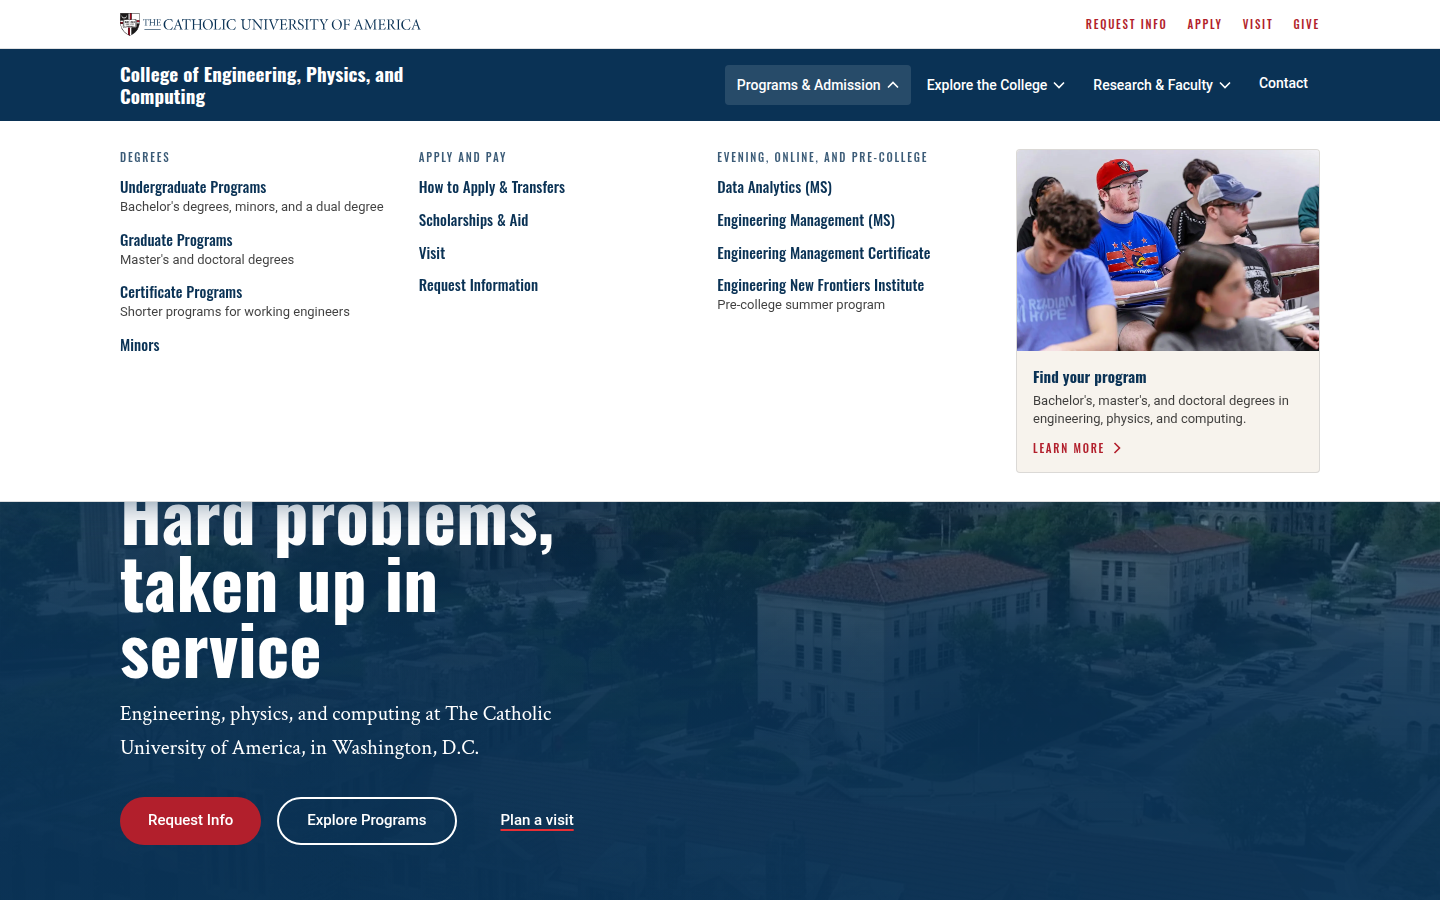 THE CATHOLIC UNIVERSITY OF AMERICA
REQUEST INFO APPLY VISIT GIVE
College of Engineering, Physics, and
Computing
Programs & Admission Explore the College Research & Faculty Contact
DEGREES
Undergraduate Programs
Bachelor's degrees, minors, and a dual degree
Graduate Programs
Master's and doctoral degrees
Certificate Programs
Shorter programs for working engineers
Minors
APPLY AND PAY
How to Apply & Transfers
Scholarships & Aid
Visit
Request Information
EVENING, ONLINE, AND PRE-COLLEGE
Data Analytics (MS)
Engineering Management (MS)
Engineering Management Certificate
Engineering New Frontiers Institute
Pre-college summer program
HOPE
Find your program
Bachelor's, master's, and doctoral degrees in
engineering, physics, and computing.
LEARN MORE
Hard problems,
taken up in
service
Engineering, physics, and computing at The Catholic
University of America, in Washington, D.C.
Request Info Explore Programs Plan a visit